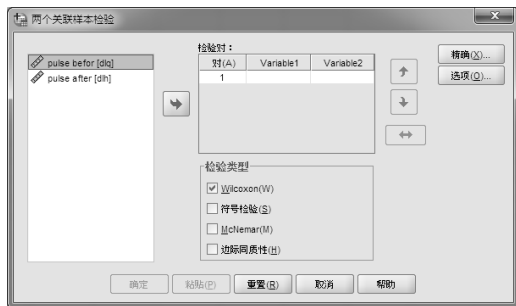 两个关联样本检验
pulse befor [dlq]
pulse after [dlh]
检验对：
对(A) Variable1 Variable2
1
精确(X)...
选项(O)...
检验类型
Wilcoxon(W)
符号检验(S)
McNemar(M)
边际同质性(H)
确定 粘贴(P) 重置(R) 取消 帮助